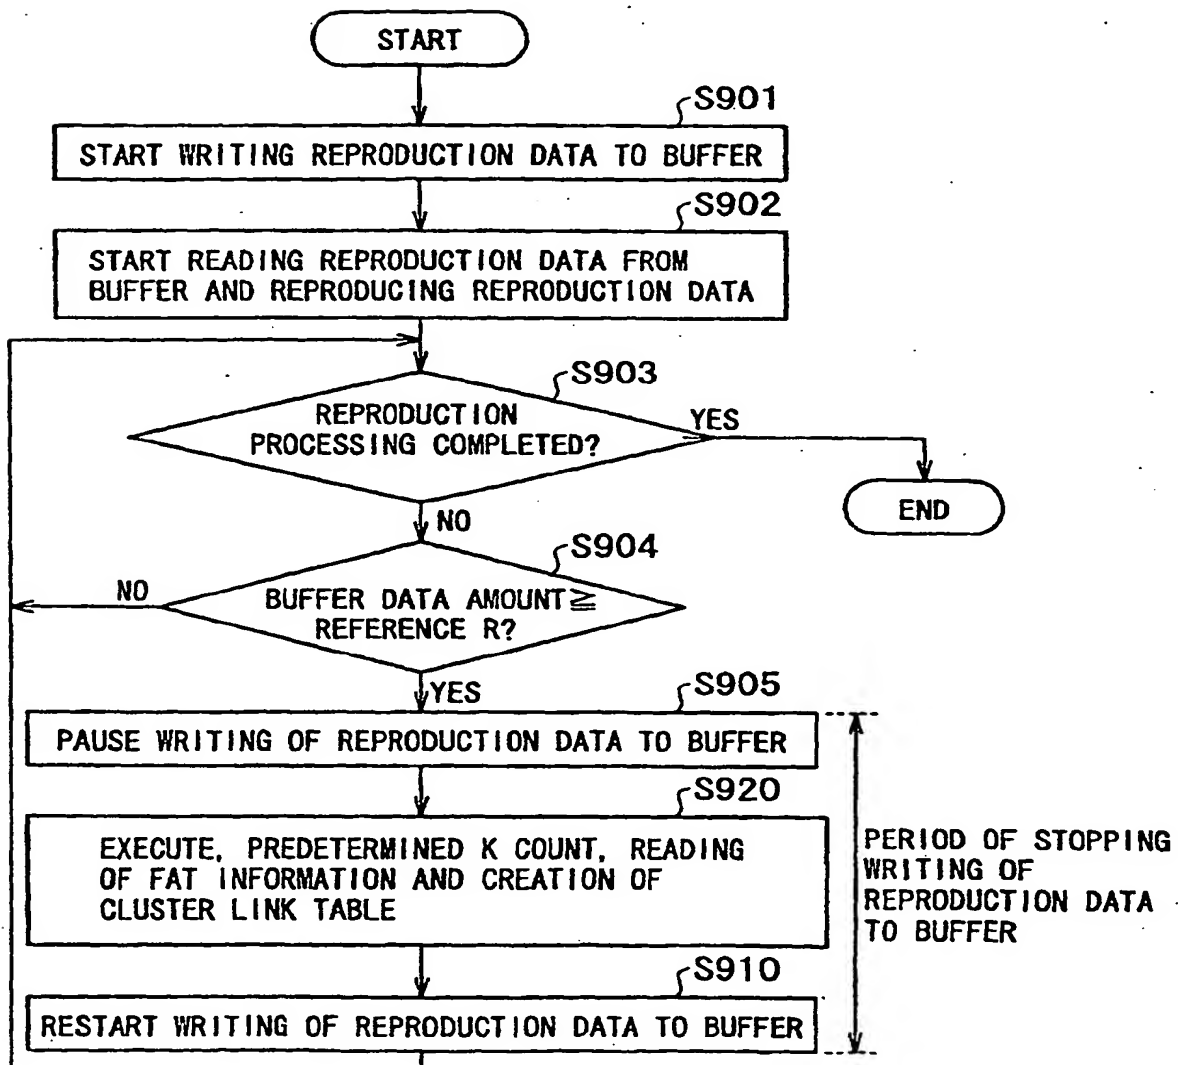 START
S901
START WRITING REPRODUCTION DATA TO BUFFER
S902
START READING REPRODUCTION DATA FROM
BUFFER AND REPRODUCING REPRODUCTION DATA
S903
REPRODUCTION
PROCESSING COMPLETED?
YES
END
NO
S904
NO
BUFFER DATA AMOUNT≧
REFERENCE R?
YES
S905
PAUSE WRITING OF REPRODUCTION DATA TO BUFFER
S920
EXECUTE, PREDETERMINED K COUNT, READING
OF FAT INFORMATION AND CREATION OF
CLUSTER LINK TABLE
PERIOD OF STOPPING
WRITING OF
REPRODUCTION DATA
TO BUFFER
S910
RESTART WRITING OF REPRODUCTION DATA TO BUFFER